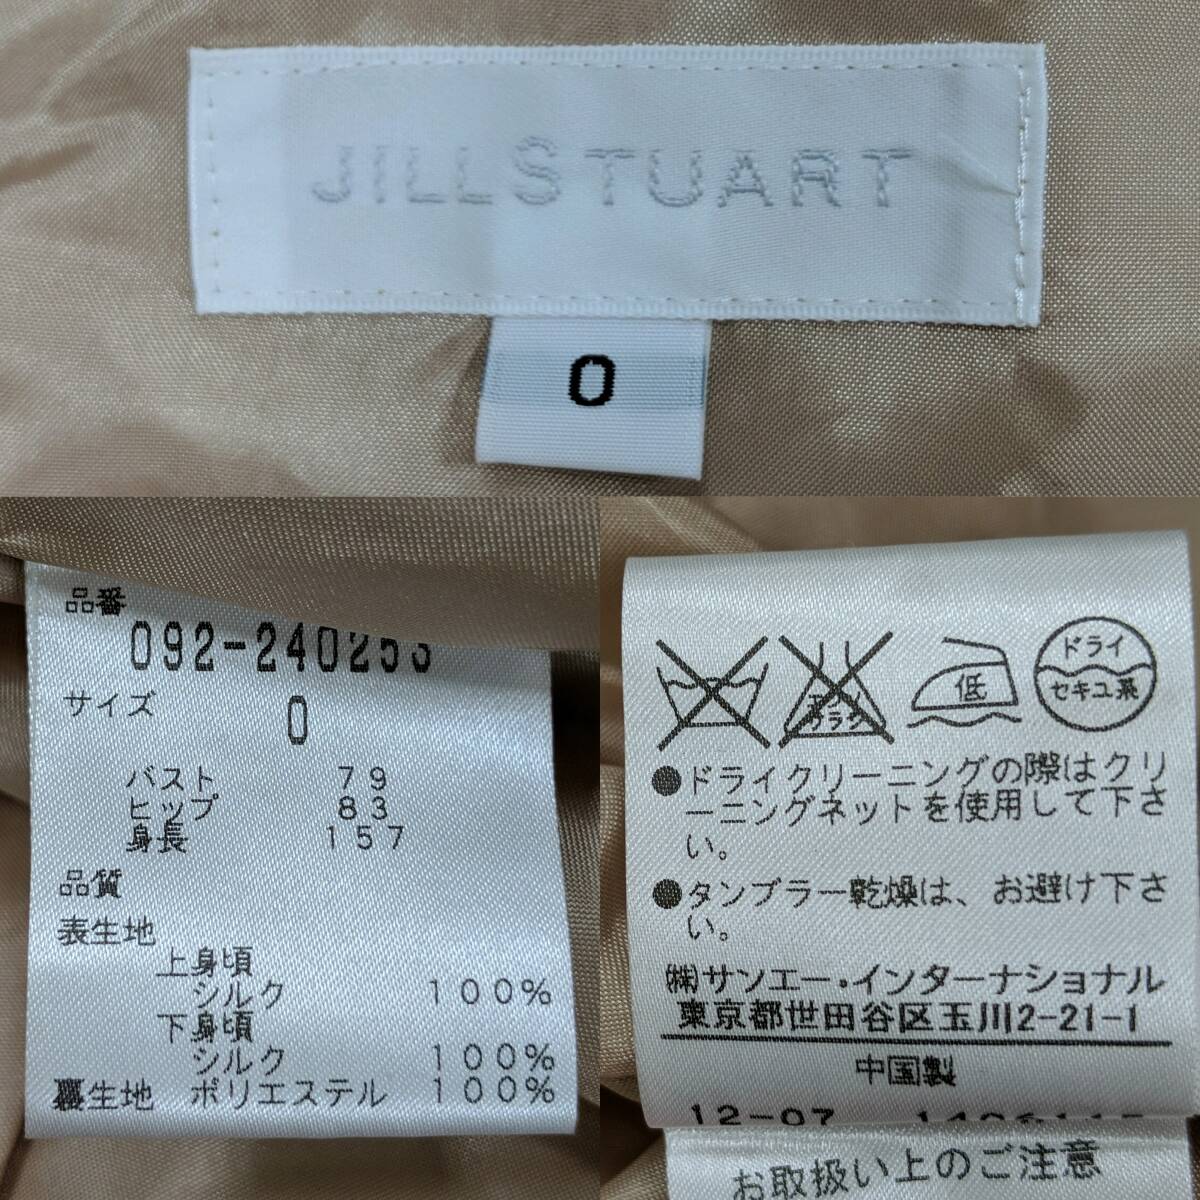 JILLSTUART
0
品番
092-240253
サイズ
0
バスト 79
ヒップ 83
身長 157
品質
表生地
上身頃
シルク 100%
下身頃
シルク 100%
裏生地 ポリエステル 100%
低
ドライ
セキユ系
●ドライクリーニングの際はクリ
ーニングネットを使用して下さ
い。
●タンブラー乾燥は、お避け下さ
い。
(株)サンエー・インターナショナル
東京都世田谷区玉川2-21-1
中国製
12-07
お取扱い上のご注意